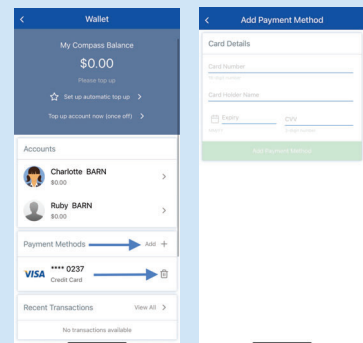 Wallet
My Compass Balance
$0.00
Please top up
Set up automatic top up
Top up account now (once off)
Accounts
Charlotte BARN
$0.00
Ruby BARN
$0.00
Payment Methods Add +
VISA **** 0237
Credit Card
Recent Transactions View All
No transactions available
Add Payment Method
Card Details
Card Number
Card Holder Name
Expiry CVV
Add Payment Method